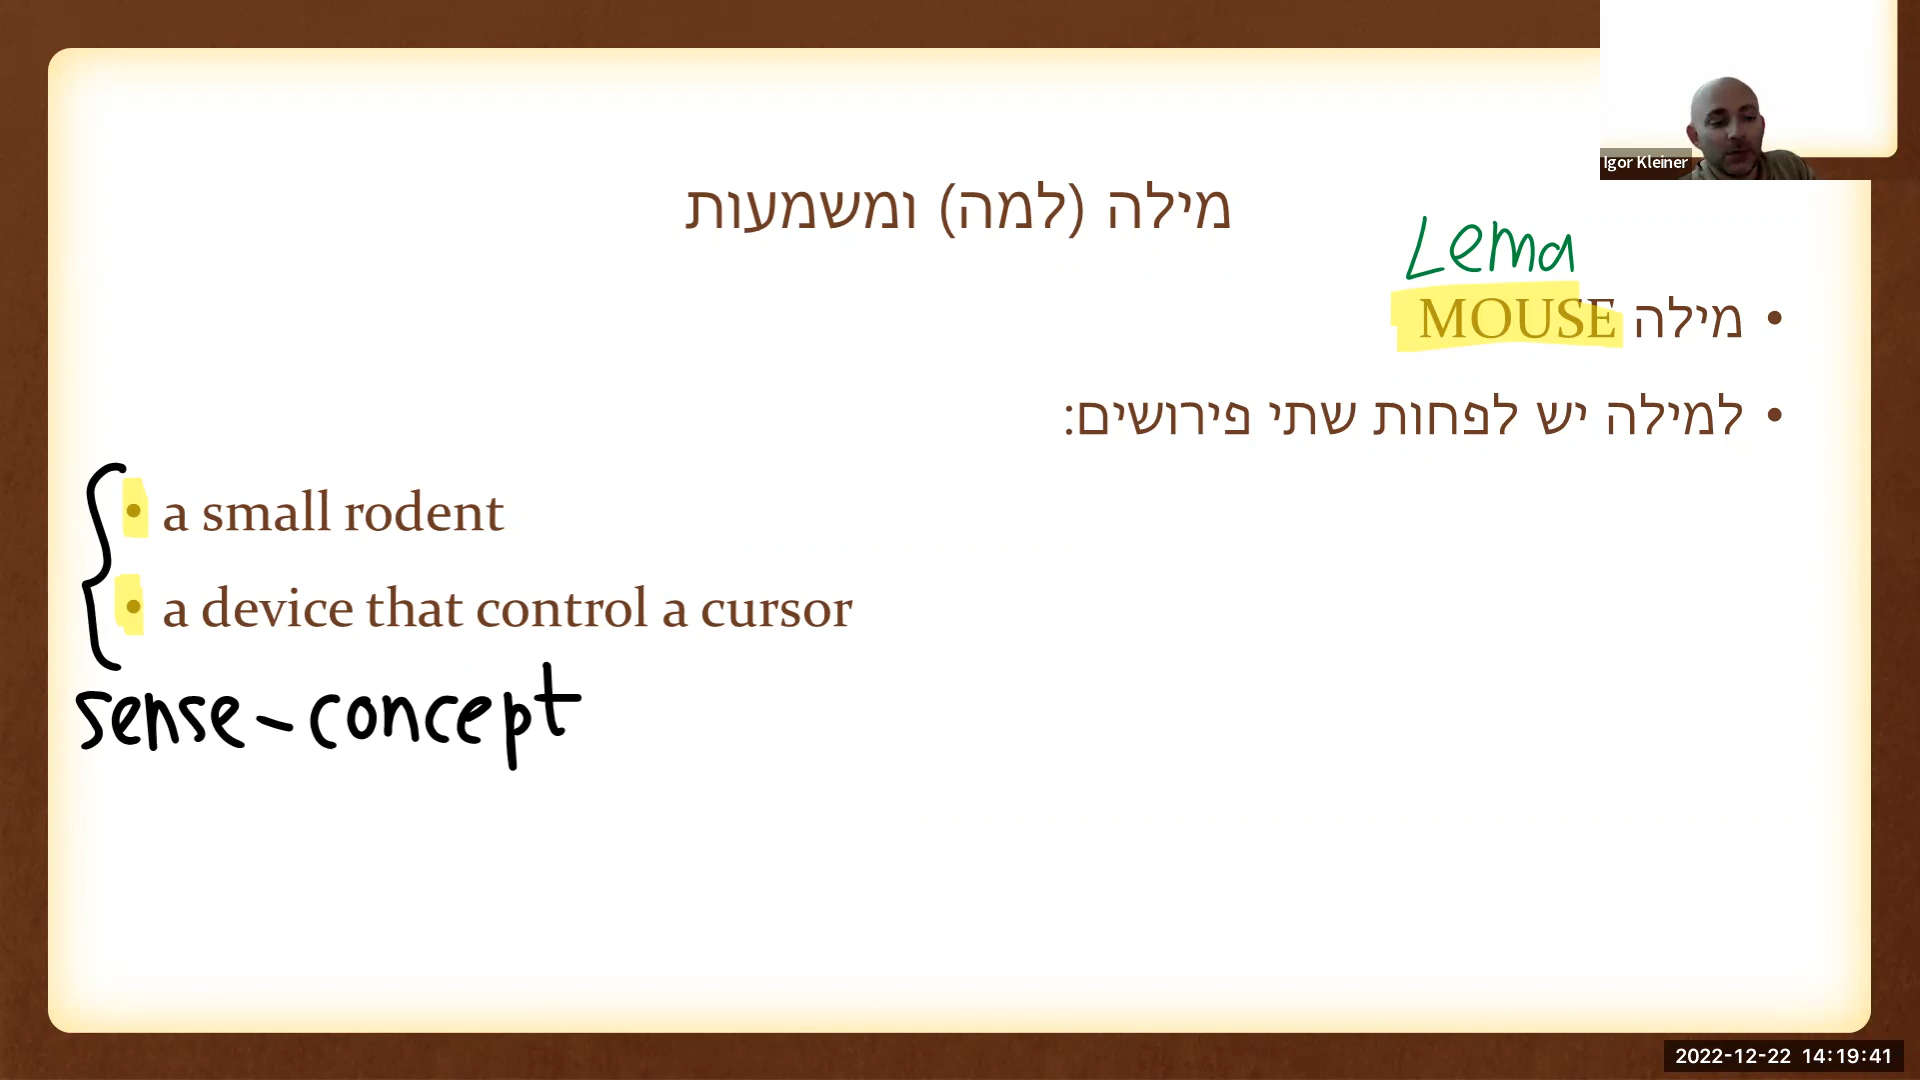 Igor Kleiner
מילה (למה) ומשמעות
Lema
• מילה MOUSE
• למילה יש לפחות שתי פירושים:
• a small rodent
• a device that control a cursor
sense - concept
2022-12-22 14:19:41